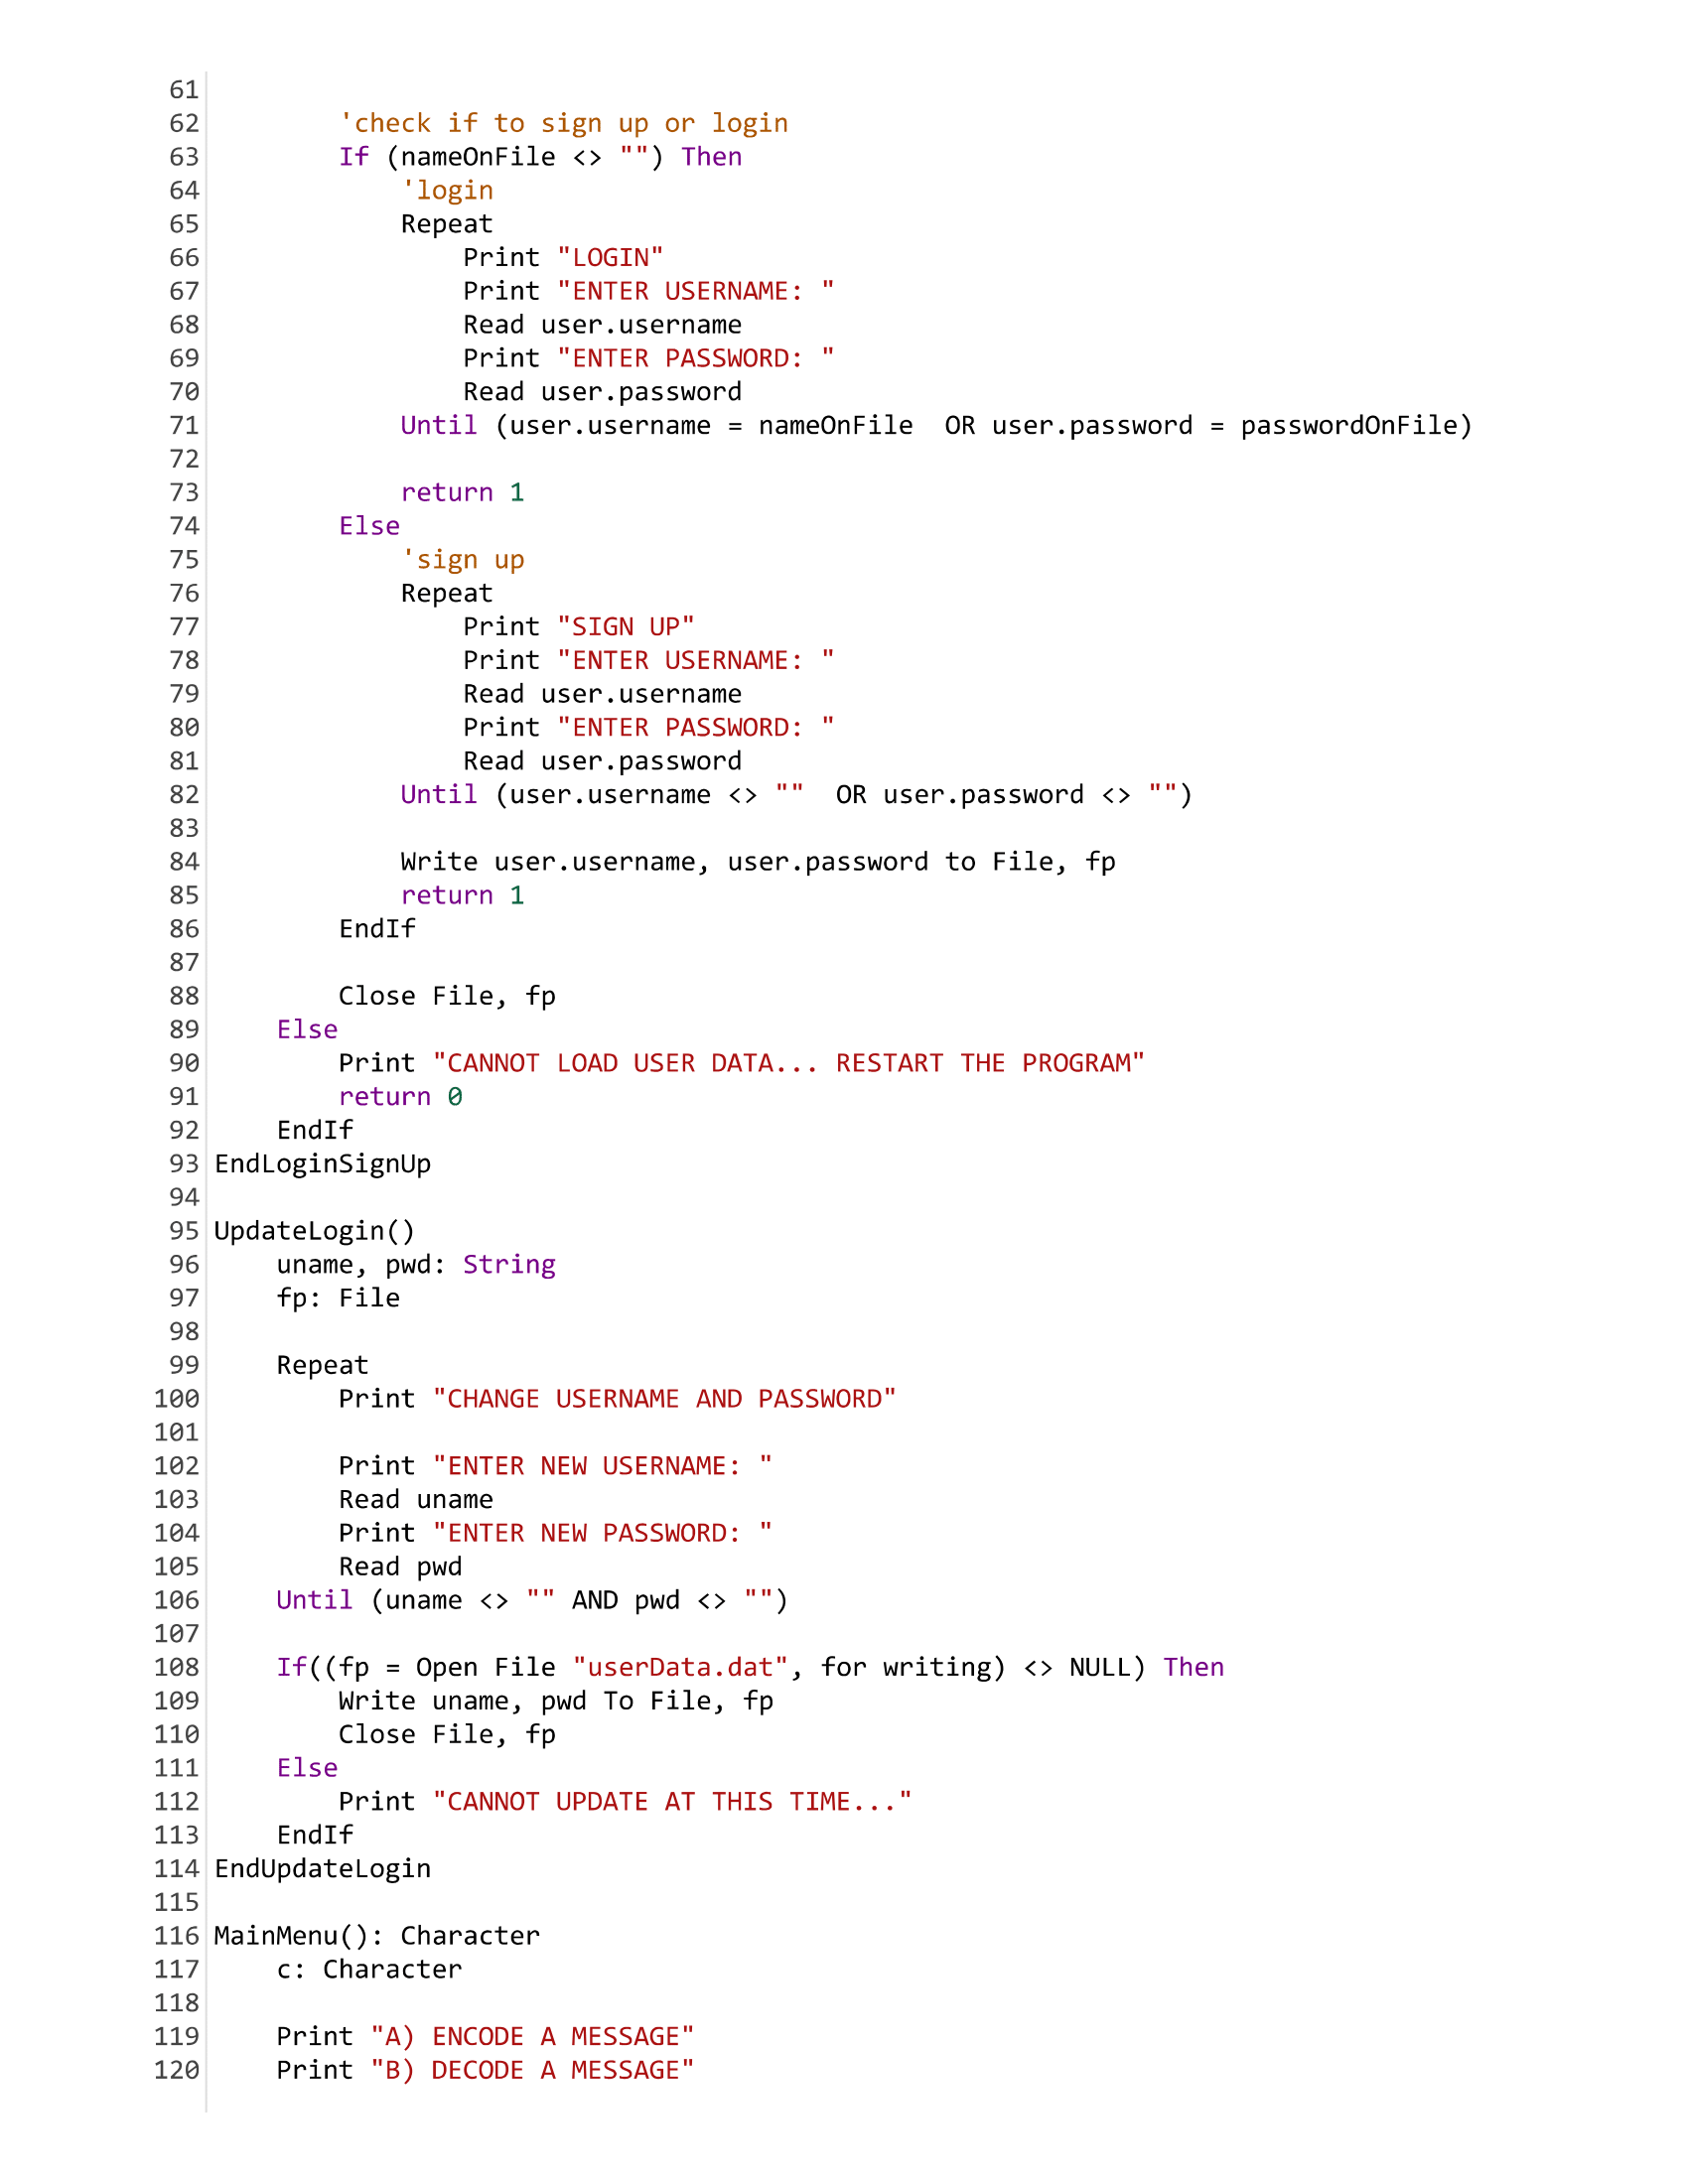 61
62 'check if to sign up or login
63 If (nameOnFile <> "") Then
64 'login
65 Repeat
66 Print "LOGIN"
67 Print "ENTER USERNAME: "
68 Read user.username
69 Print "ENTER PASSWORD: "
70 Read user.password
71 Until (user.username = nameOnFile  OR user.password = passwordOnFile)
72
73 return 1
74 Else
75 'sign up
76 Repeat
77 Print "SIGN UP"
78 Print "ENTER USERNAME: "
79 Read user.username
80 Print "ENTER PASSWORD: "
81 Read user.password
82 Until (user.username <> ""  OR user.password <> "")
83
84 Write user.username, user.password to File, fp
85 return 1
86 EndIf
87
88 Close File, fp
89 Else
90 Print "CANNOT LOAD USER DATA... RESTART THE PROGRAM"
91 return 0
92 EndIf
93 EndLoginSignUp
94
95 UpdateLogin()
96 uname, pwd: String
97 fp: File
98
99 Repeat
100 Print "CHANGE USERNAME AND PASSWORD"
101
102 Print "ENTER NEW USERNAME: "
103 Read uname
104 Print "ENTER NEW PASSWORD: "
105 Read pwd
106 Until (uname <> "" AND pwd <> "")
107
108 If((fp = Open File "userData.dat", for writing) <> NULL) Then
109 Write uname, pwd To File, fp
110 Close File, fp
111 Else
112 Print "CANNOT UPDATE AT THIS TIME..."
113 EndIf
114 EndUpdateLogin
115
116 MainMenu(): Character
117 c: Character
118
119 Print "A) ENCODE A MESSAGE"
120 Print "B) DECODE A MESSAGE"